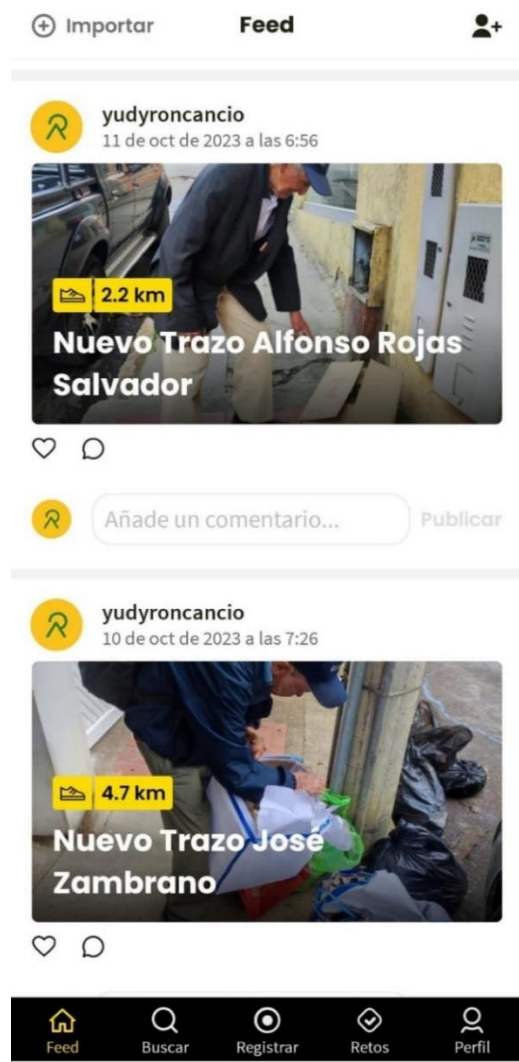 Importar
Feed
yudyroncancio
11 de oct de 2023 a las 6:56
2.2 km
Nuevo Trazo Alfonso Rojas
Salvador
Añade un comentario...
Publicar
yudyroncancio
10 de oct de 2023 a las 7:26
4.7 km
Nuevo Trazo José
Zambrano
Feed
Buscar
Registrar
Retos
Perfil